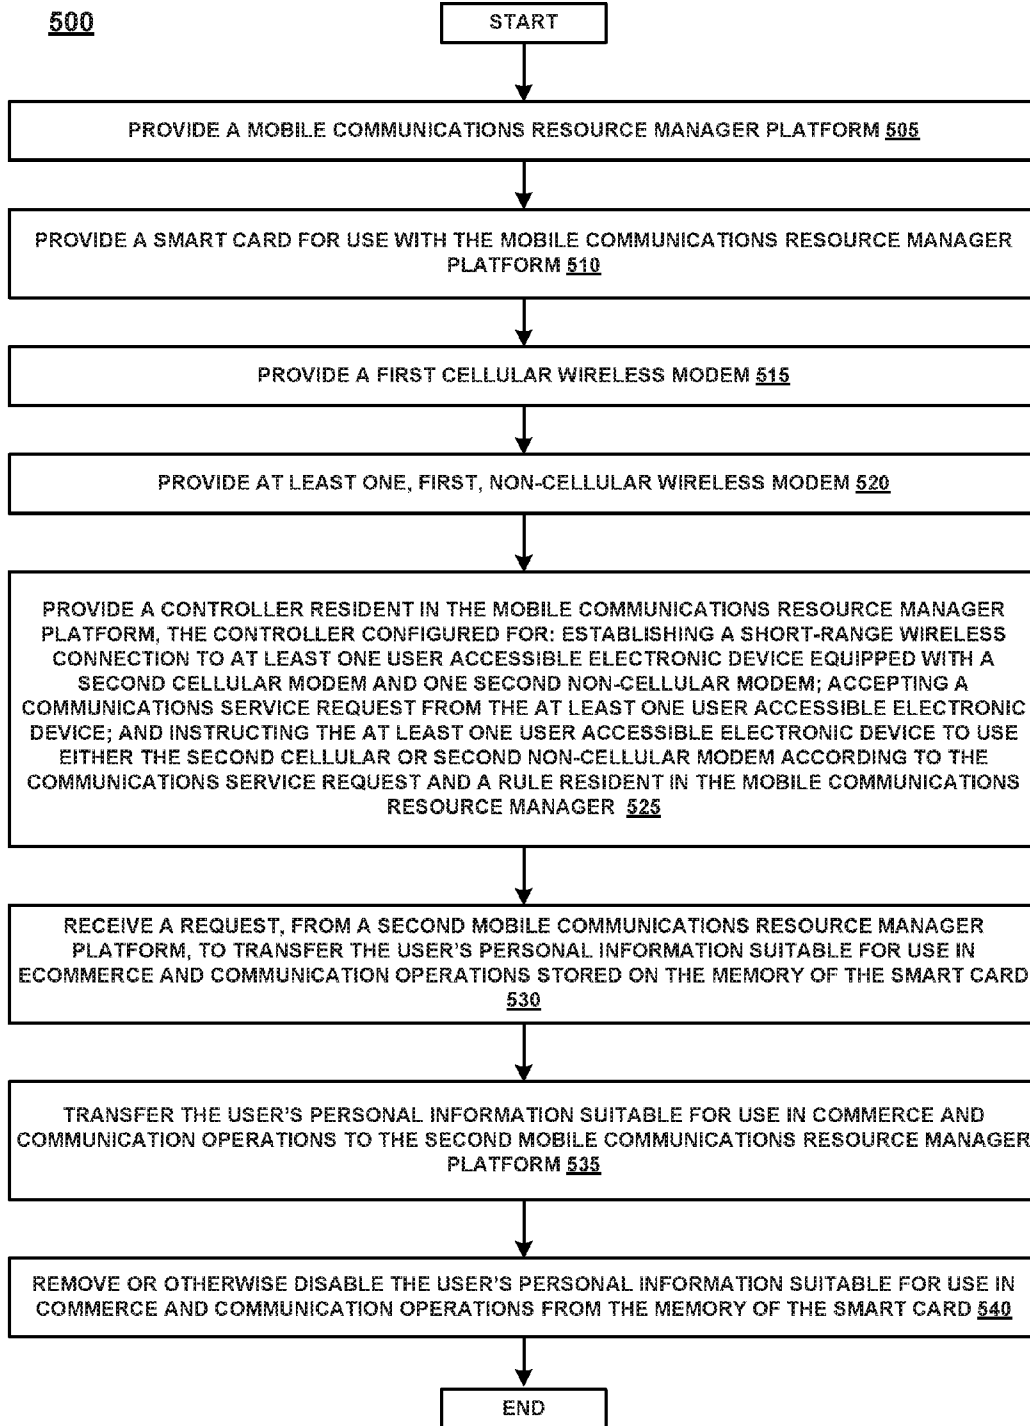 500
START
PROVIDE A MOBILE COMMUNICATIONS RESOURCE MANAGER PLATFORM 505
PROVIDE A SMART CARD FOR USE WITH THE MOBILE COMMUNICATIONS RESOURCE MANAGER
PLATFORM 510
PROVIDE A FIRST CELLULAR WIRELESS MODEM 515
PROVIDE AT LEAST ONE, FIRST, NON-CELLULAR WIRELESS MODEM 520
PROVIDE A CONTROLLER RESIDENT IN THE MOBILE COMMUNICATIONS RESOURCE MANAGER
PLATFORM, THE CONTROLLER CONFIGURED FOR: ESTABLISHING A SHORT-RANGE WIRELESS
CONNECTION TO AT LEAST ONE USER ACCESSIBLE ELECTRONIC DEVICE EQUIPPED WITH A
SECOND CELLULAR MODEM AND ONE SECOND NON-CELLULAR MODEM; ACCEPTING A
COMMUNICATIONS SERVICE REQUEST FROM THE AT LEAST ONE USER ACCESSIBLE ELECTRONIC
DEVICE; AND INSTRUCTING THE AT LEAST ONE USER ACCESSIBLE ELECTRONIC DEVICE TO USE
EITHER THE SECOND CELLULAR OR SECOND NON-CELLULAR MODEM ACCORDING TO THE
COMMUNICATIONS SERVICE REQUEST AND A RULE RESIDENT IN THE MOBILE COMMUNICATIONS
RESOURCE MANAGER 525
RECEIVE A REQUEST, FROM A SECOND MOBILE COMMUNICATIONS RESOURCE MANAGER
PLATFORM, TO TRANSFER THE USER'S PERSONAL INFORMATION SUITABLE FOR USE IN
ECOMMERCE AND COMMUNICATION OPERATIONS STORED ON THE MEMORY OF THE SMART CARD
530
TRANSFER THE USER'S PERSONAL INFORMATION SUITABLE FOR USE IN COMMERCE AND
COMMUNICATION OPERATIONS TO THE SECOND MOBILE COMMUNICATIONS RESOURCE MANAGER
PLATFORM 535
REMOVE OR OTHERWISE DISABLE THE USER'S PERSONAL INFORMATION SUITABLE FOR USE IN
COMMERCE AND COMMUNICATION OPERATIONS FROM THE MEMORY OF THE SMART CARD 540
END